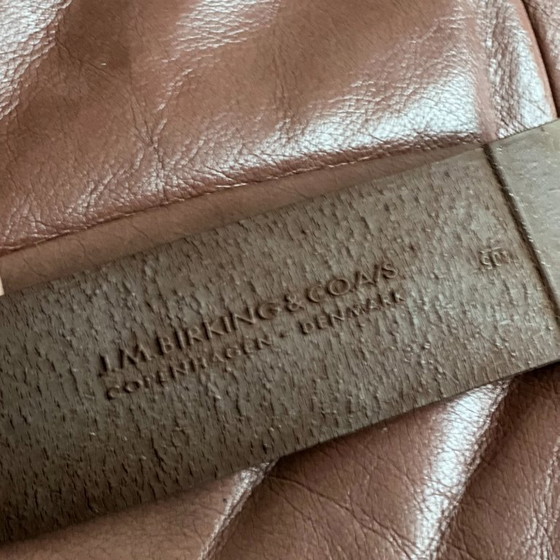 J.M. BIRKING & CO A/S
COPENHAGEN - DENMARK